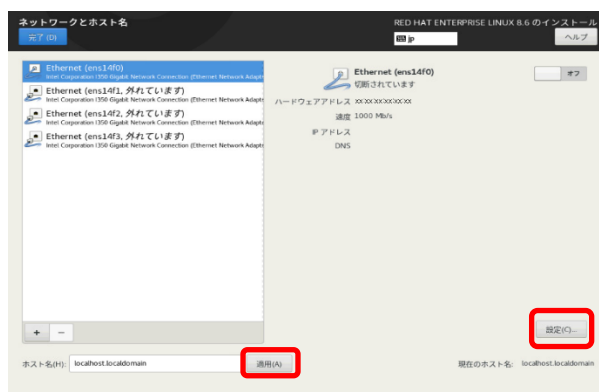 ネットワークとホスト名
RED HAT ENTERPRISE LINUX 8.6 のインストール
完了 (D)
jp
ヘルプ
Ethernet (ens14f0)
Intel Corporation I350 Gigabit Network Connection (Ethernet Network Adapte
Ethernet (ens14f1, 外れています)
Intel Corporation I350 Gigabit Network Connection (Ethernet Network Adapte
Ethernet (ens14f2, 外れています)
Intel Corporation I350 Gigabit Network Connection (Ethernet Network Adapte
Ethernet (ens14f3, 外れています)
Intel Corporation I350 Gigabit Network Connection (Ethernet Network Adapte
Ethernet (ens14f0)
切断されています
オフ
ハードウェアアドレス XX:XX:XX:XX:XX:XX
速度 1000 Mb/s
IP アドレス
DNS
+ −
設定(C)...
ホスト名(H): localhost.localdomain
適用(A)
現在のホスト名: localhost.localdomain